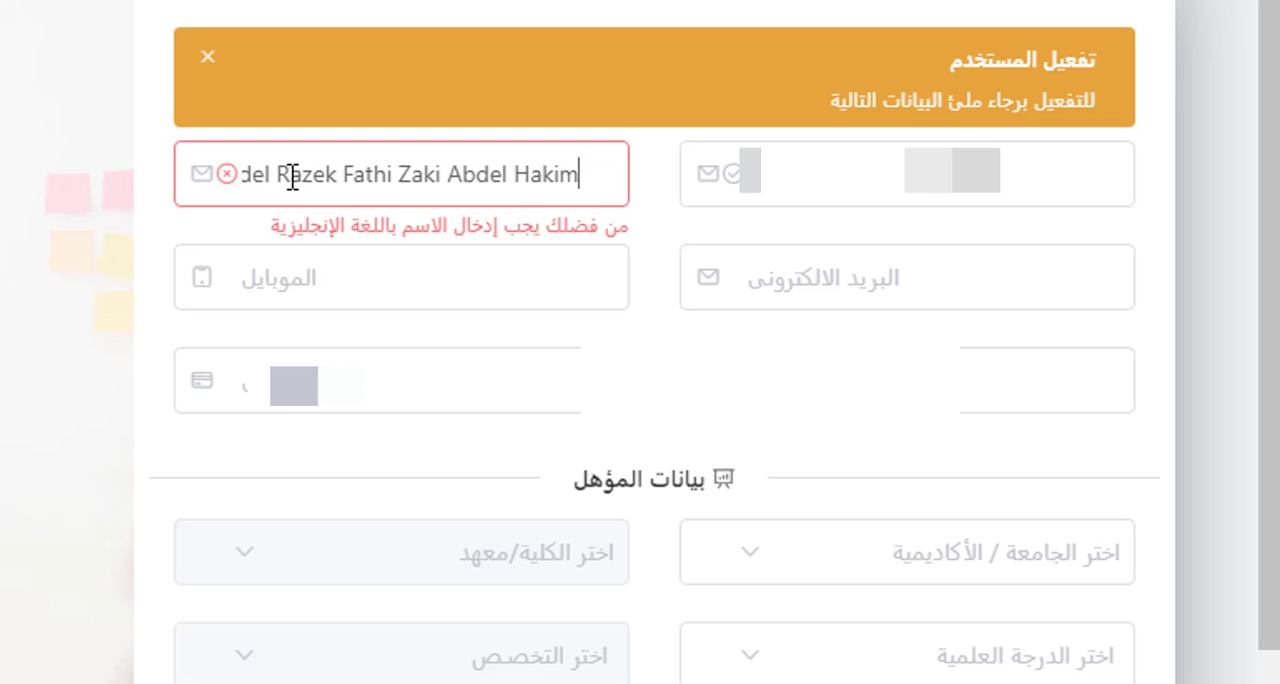 تفعيل المستخدم
للتفعيل برجاء ملئ البيانات التالية
del Razek Fathi Zaki Abdel Hakim
من فضلك يجب إدخال الاسم باللغة الإنجليزية
البريد الالكترونى
الموبايل
بيانات المؤهل
اختر الجامعة / الأكاديمية
اختر الكلية/معهد
اختر الدرجة العلمية
اختر التخصص